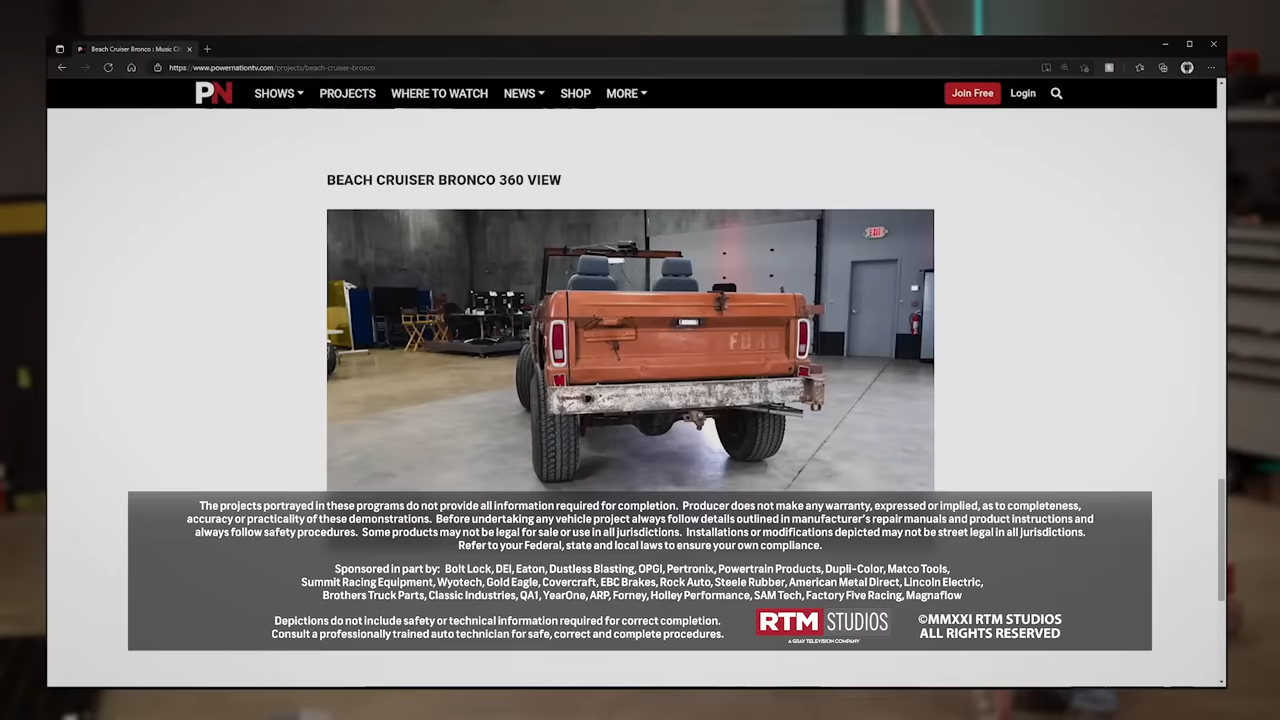 Beach Cruiser Bronco : Music Ci
https://www.powernationtv.com/projects/beach-cruiser-bronco
PN SHOWS PROJECTS WHERE TO WATCH NEWS SHOP MORE Join Free Login
BEACH CRUISER BRONCO 360 VIEW
EXIT
FORD
The projects portrayed in these programs do not provide all information required for completion. Producer does not make any warranty, expressed or implied, as to completeness,
accuracy or practicality of these demonstrations. Before undertaking any vehicle project always follow details outlined in manufacturer's repair manuals and product instructions and
always follow safety procedures. Some products may not be legal for sale or use in all jurisdictions. Installations or modifications depicted may not be street legal in all jurisdictions.
Refer to your Federal, state and local laws to ensure your own compliance.
Sponsored in part by: Bolt Lock, DEI, Eaton, Dustless Blasting, OPGI, Pertronix, Powertrain Products, Dupli-Color, Matco Tools,
Summit Racing Equipment, Wyotech, Gold Eagle, Covercraft, EBC Brakes, Rock Auto, Steele Rubber, American Metal Direct, Lincoln Electric,
Brothers Truck Parts, Classic Industries, QA1, YearOne, ARP, Forney, Holley Performance, SAM Tech, Factory Five Racing, Magnaflow
Depictions do not include safety or technical information required for correct completion.
Consult a professionally trained auto technician for safe, correct and complete procedures.
RTM STUDIOS
A GRAY TELEVISION COMPANY
©MMXXI RTM STUDIOS
ALL RIGHTS RESERVED